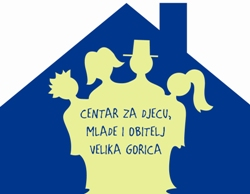 CENTAR ZA DJECU,
MLADE I OBITELJ
VELIKA GORICA